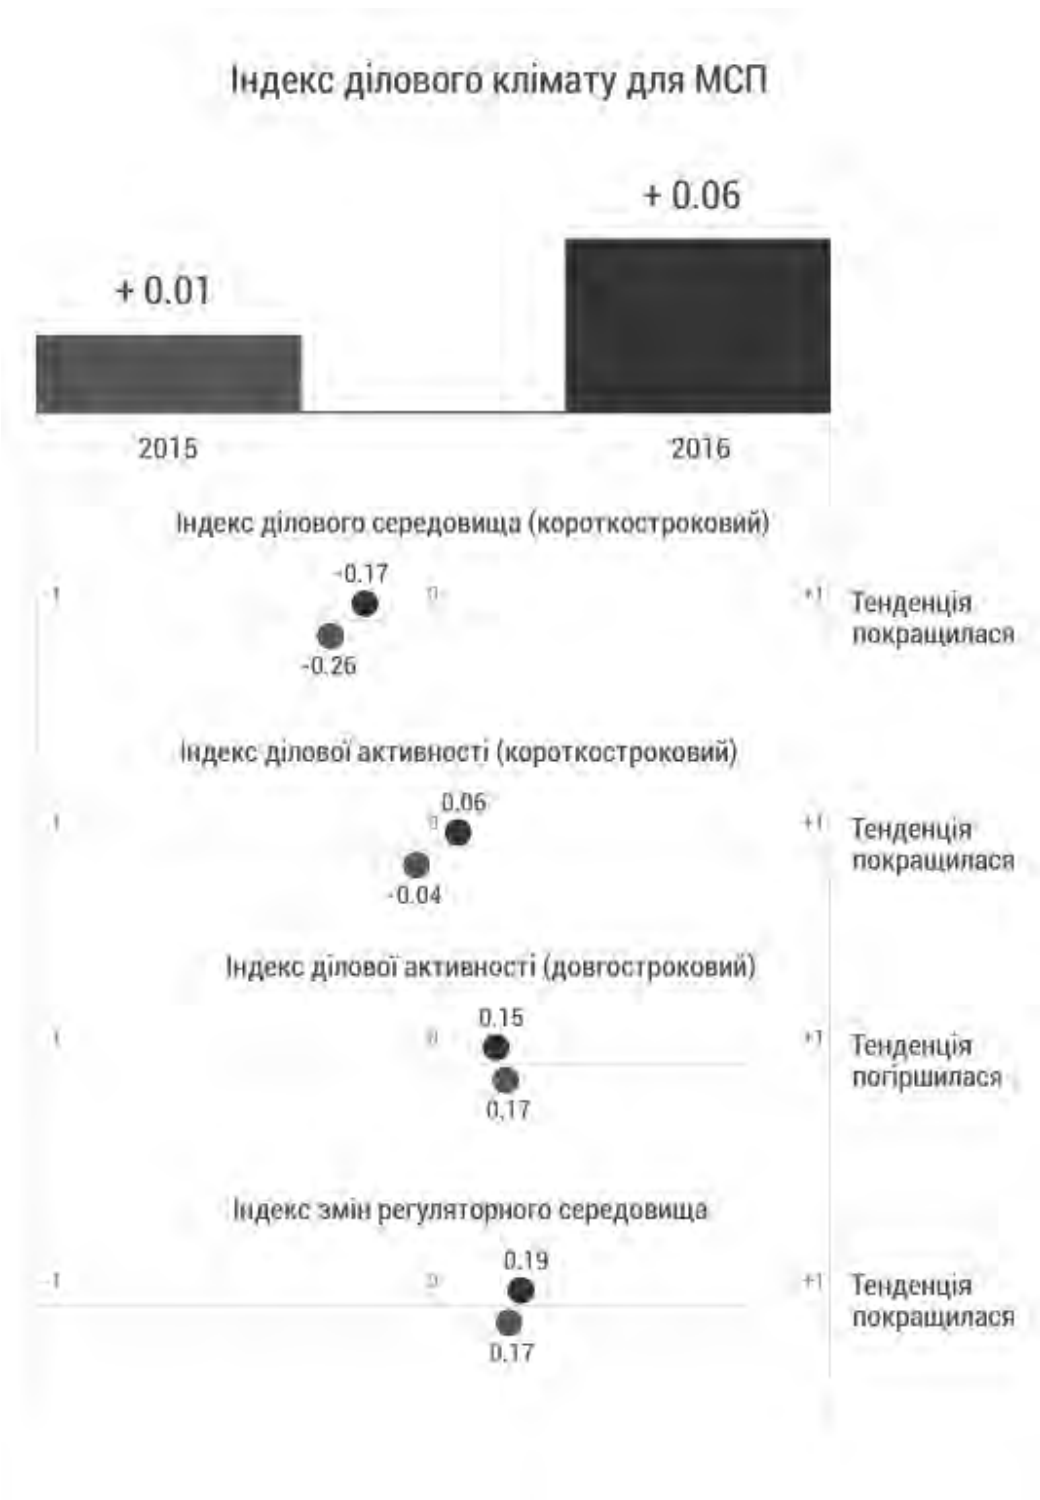 Індекс ділового клімату для МСП
+ 0.06
+ 0.01
2015
2016
Індекс ділового середовища (короткостроковий)
-0.17
-1
0
+1
Тенденція
покращилася
-0.26
Індекс ділової активності (короткостроковий)
0.06
1
0
+1
Тенденція
покращилася
-0.04
Індекс ділової активності (довгостроковий)
0.15
1
0
+1
Тенденція
погіршилася
0.17
Індекс змін регуляторного середовища
0.19
-1
0
+1
Тенденція
покращилася
0.17